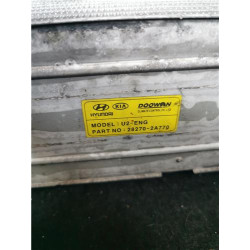 HYUNDAI KIA DOOWON
MODEL : U2-ENG
PART NO : 28270-2A770